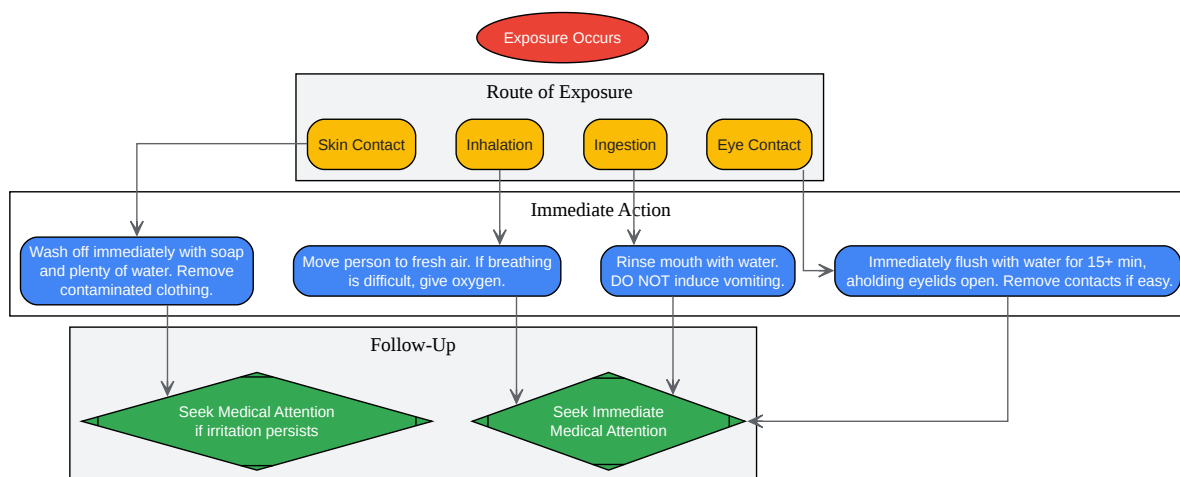 Exposure Occurs
Route of Exposure
Skin Contact
Inhalation
Ingestion
Eye Contact
Immediate Action
Wash off immediately with soap
and plenty of water. Remove
contaminated clothing.
Move person to fresh air. If breathing
is difficult, give oxygen.
Rinse mouth with water.
DO NOT induce vomiting.
Immediately flush with water for 15+ min,
aholding eyelids open. Remove contacts if easy.
Follow-Up
Seek Medical Attention
if irritation persists
Seek Immediate
Medical Attention